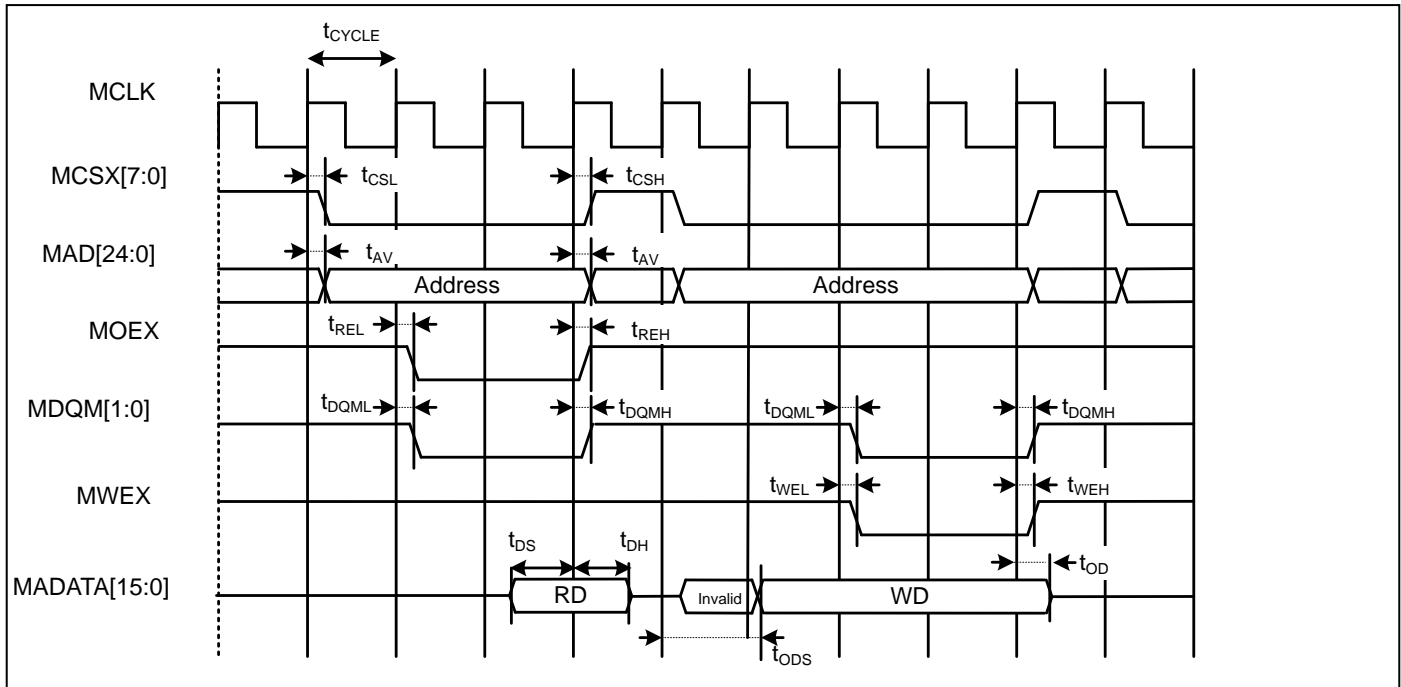 tCYCLE
MCLK
MCSX[7:0]
tCSL
tCSH
MAD[24:0]
tAV
tAV
Address
Address
MOEX
tREL
tREH
MDQM[1:0]
tDQML
tDQMH
tDQML
tDQMH
MWEX
tWEL
tWEH
tDS
tDH
tOD
MADATA[15:0]
RD
Invalid
WD
tODS